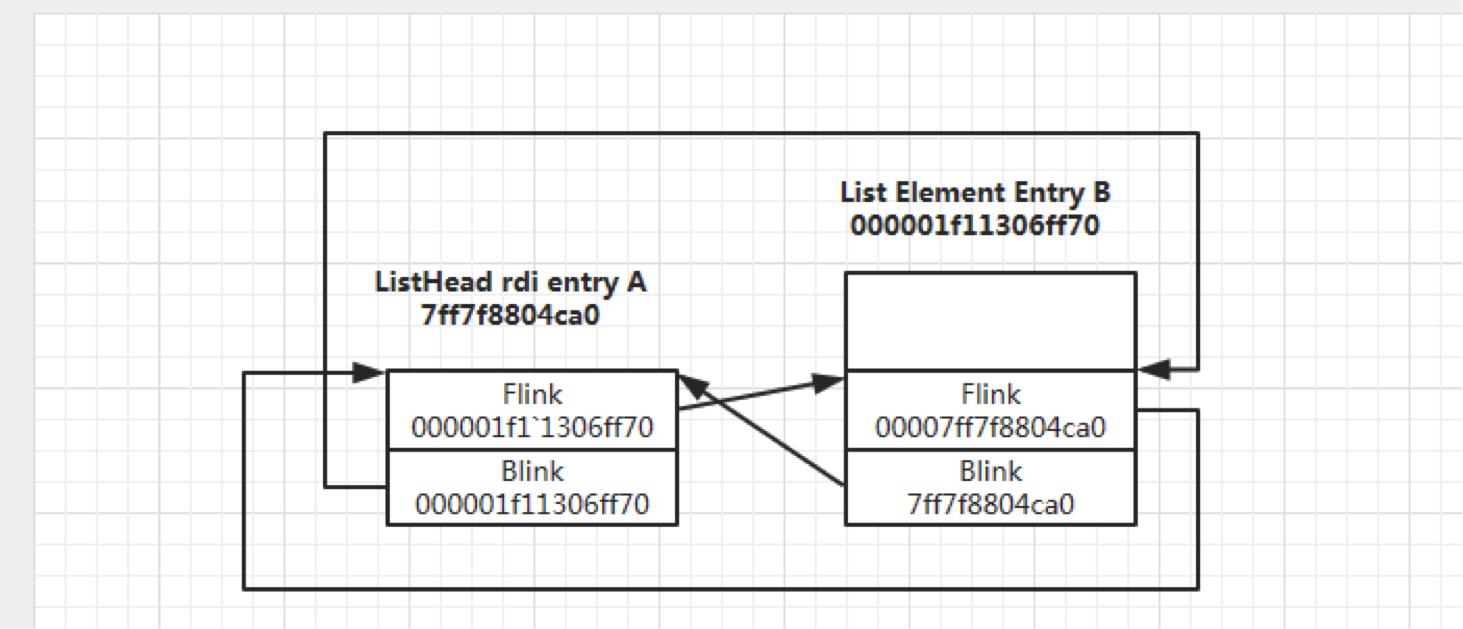 List Element Entry B
000001f11306ff70
ListHead rdi entry A
7ff7f8804ca0
Flink
000001f1`1306ff70
Blink
000001f11306ff70
Flink
00007ff7f8804ca0
Blink
7ff7f8804ca0